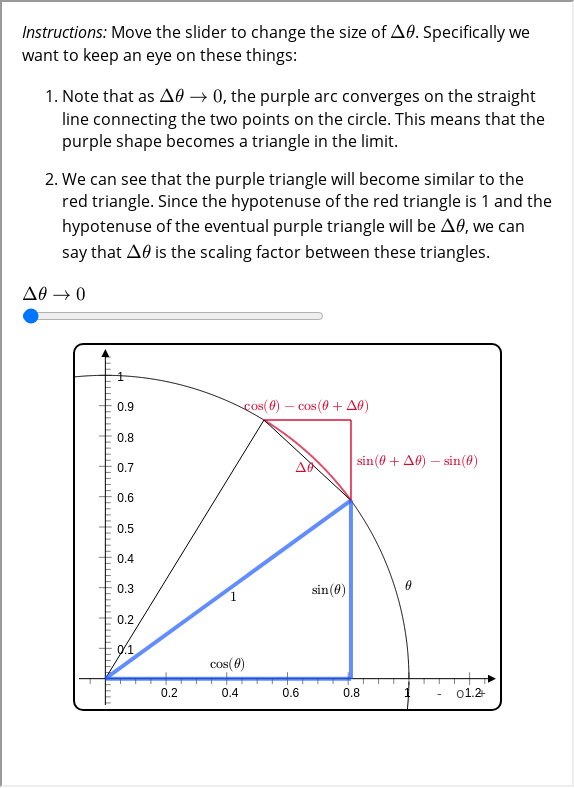 Instructions: Move the slider to change the size of Δθ. Specifically we
want to keep an eye on these things:
1. Note that as Δθ → 0, the purple arc converges on the straight
line connecting the two points on the circle. This means that the
purple shape becomes a triangle in the limit.
2. We can see that the purple triangle will become similar to the
red triangle. Since the hypotenuse of the red triangle is 1 and the
hypotenuse of the eventual purple triangle will be Δθ, we can
say that Δθ is the scaling factor between these triangles.
Δθ → 0
1
cos(θ) − cos(θ + Δθ)
0.9
0.8
sin(θ + Δθ) − sin(θ)
0.7
Δθ
0.6
0.5
0.4
0.3
θ
sin(θ)
1
0.2
0.1
cos(θ)
0.2 0.4 0.6 0.8 1 1.2
- o +